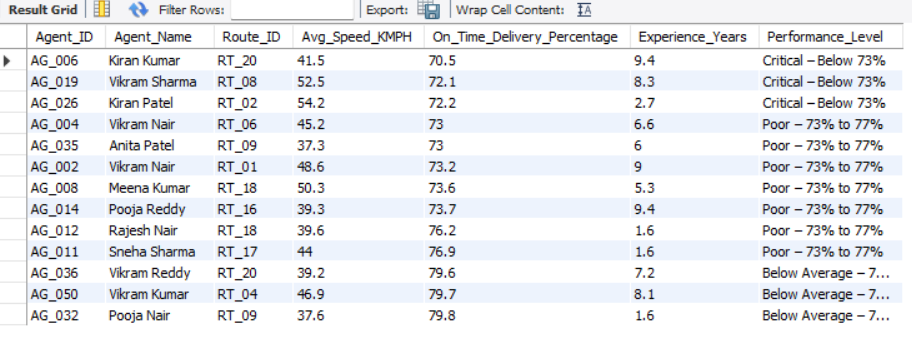 Result Grid Filter Rows: Export: Wrap Cell Content: IA
Agent_ID Agent_Name Route_ID Avg_Speed_KMPH On_Time_Delivery_Percentage Experience_Years Performance_Level
AG_006 Kiran Kumar RT_20 41.5 70.5 9.4 Critical – Below 73%
AG_019 Vikram Sharma RT_08 52.5 72.1 8.3 Critical – Below 73%
AG_026 Kiran Patel RT_02 54.2 72.2 2.7 Critical – Below 73%
AG_004 Vikram Nair RT_06 45.2 73 6.6 Poor – 73% to 77%
AG_035 Anita Patel RT_09 37.3 73 6 Poor – 73% to 77%
AG_002 Vikram Nair RT_01 48.6 73.2 9 Poor – 73% to 77%
AG_008 Meena Kumar RT_18 50.3 73.6 5.3 Poor – 73% to 77%
AG_014 Pooja Reddy RT_16 39.3 73.7 9.4 Poor – 73% to 77%
AG_012 Rajesh Nair RT_18 39.6 76.2 1.6 Poor – 73% to 77%
AG_011 Sneha Sharma RT_17 44 76.9 1.6 Poor – 73% to 77%
AG_036 Vikram Reddy RT_20 39.2 79.6 7.2 Below Average – 7...
AG_050 Vikram Kumar RT_04 46.9 79.7 8.1 Below Average – 7...
AG_032 Pooja Nair RT_09 37.6 79.8 1.6 Below Average – 7...